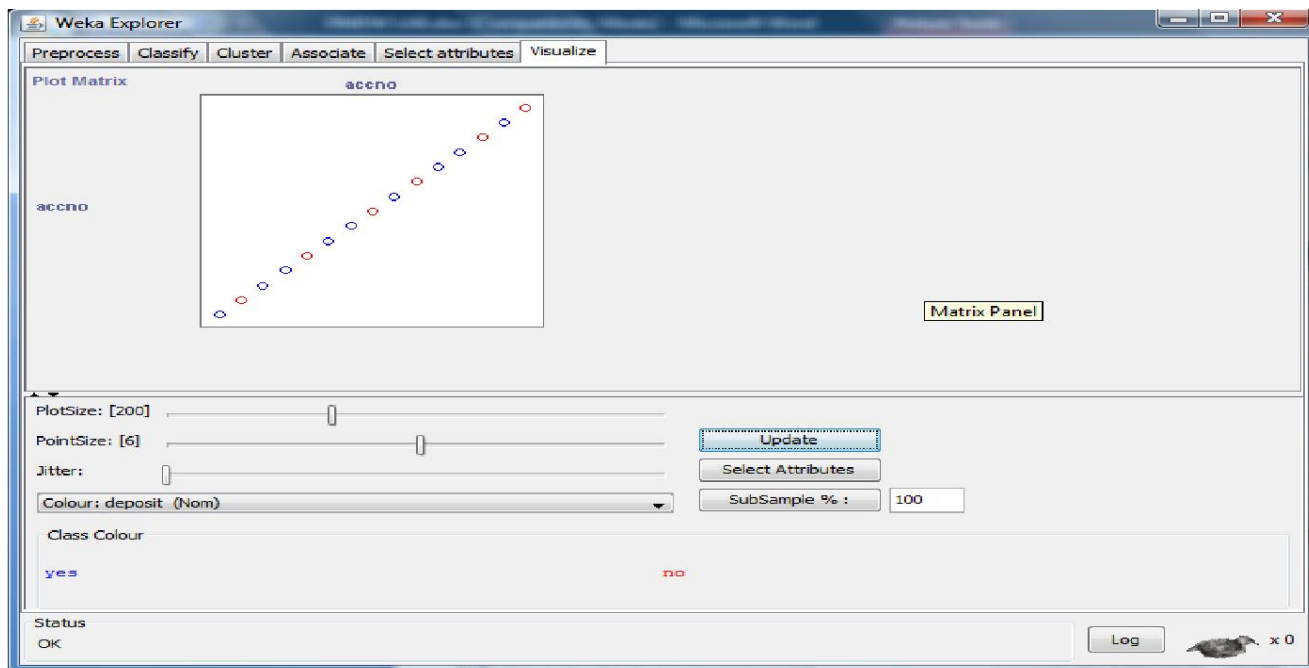 Weka Explorer
Preprocess Classify Cluster Associate Select attributes Visualize
Plot Matrix
accno
accno
Matrix Panel
PlotSize: [200]
PointSize: [6]
Update
Jitter:
Select Attributes
Colour: deposit (Nom)
SubSample % : 100
Class Colour
yes no
Status
OK
Log x 0